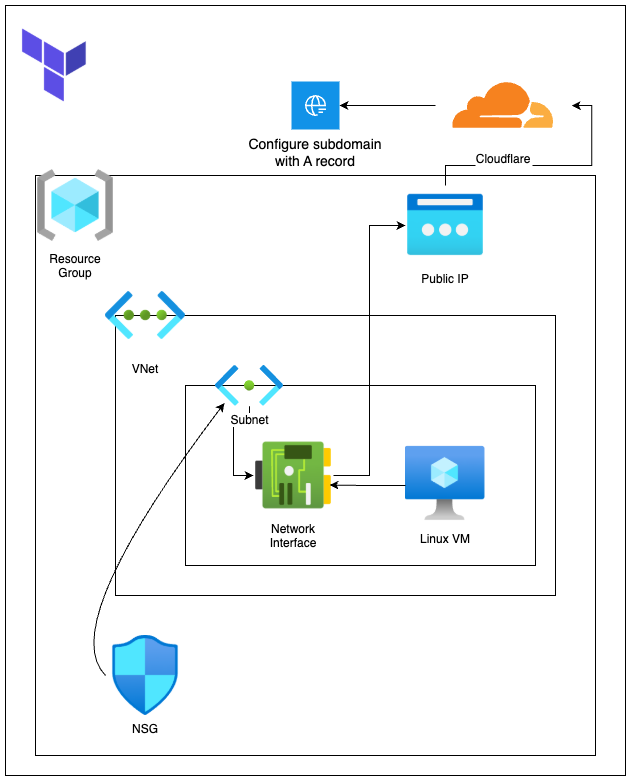 Configure subdomain
with A record
Cloudflare
Resource
Group
Public IP
VNet
Subnet
Network
Interface
Linux VM
NSG